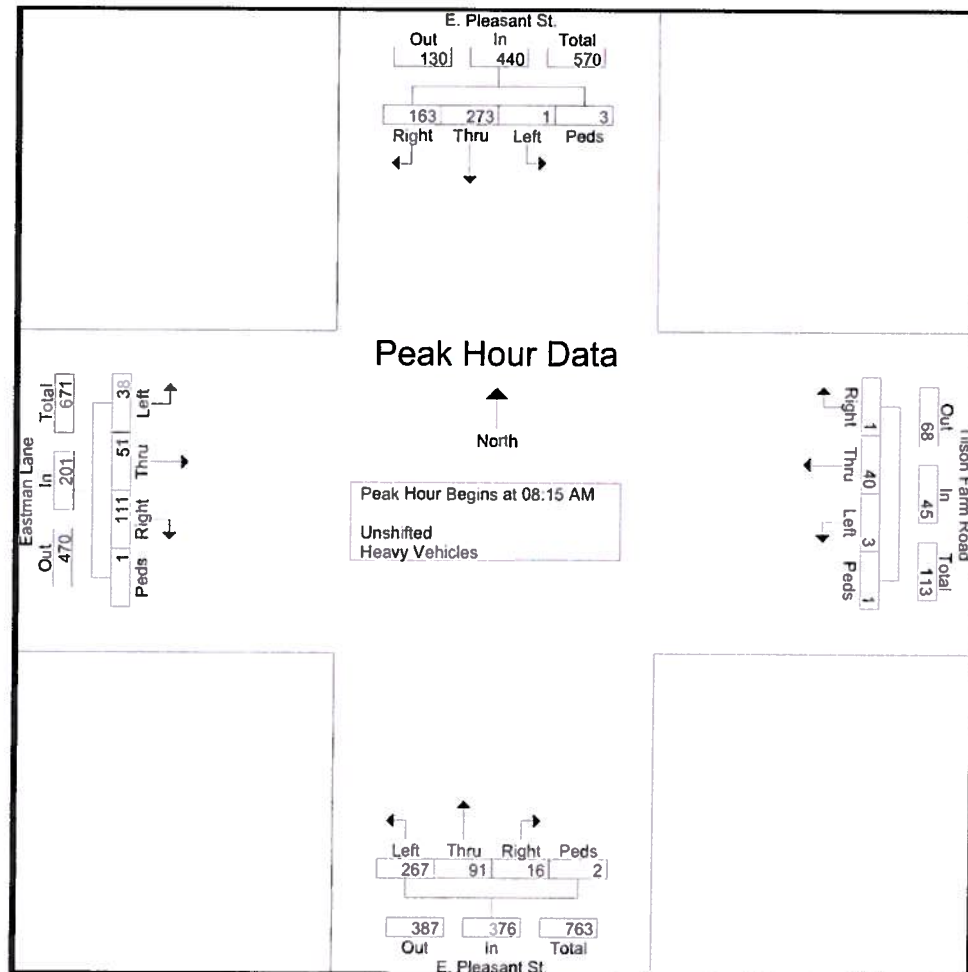 E. Pleasant St.
Out In Total
130 440 570
163 273 1 3
Right Thru Left Peds
Peak Hour Data
North
Peak Hour Begins at 08:15 AM
Unshifted
Heavy Vehicles
Eastman Lane
Out In Total
470 201 671
38 51 111 1
Left Thru Right Peds
Out In Total
68 45 113
Right Thru Left Peds
1 40 3 1
Farm Road
Left Thru Right Peds
267 91 16 2
387 376 763
Out In Total
E. Pleasant St.